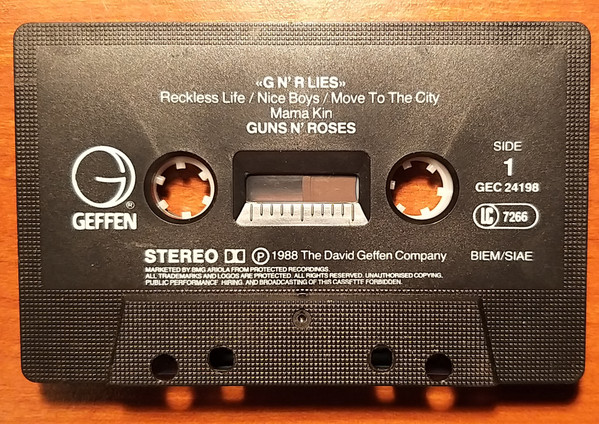 «G N' R LIES»
Reckless Life / Nice Boys / Move To The City
Mama Kin
GUNS N' ROSES
SIDE
1
GEC 24198
G®
GEFFEN
LC 7266
STEREO DD Ⓟ 1988 The David Geffen Company
BIEM/SIAE
MARKETED BY BMG ARIOLA FROM PROTECTED RECORDINGS.
ALL TRADEMARKS AND LOGOS ARE PROTECTED. ALL RIGHTS RESERVED. UNAUTHORISED COPYING,
PUBLIC PERFORMANCE HIRING, AND BROADCASTING OF THIS CASSETTE FORBIDDEN.